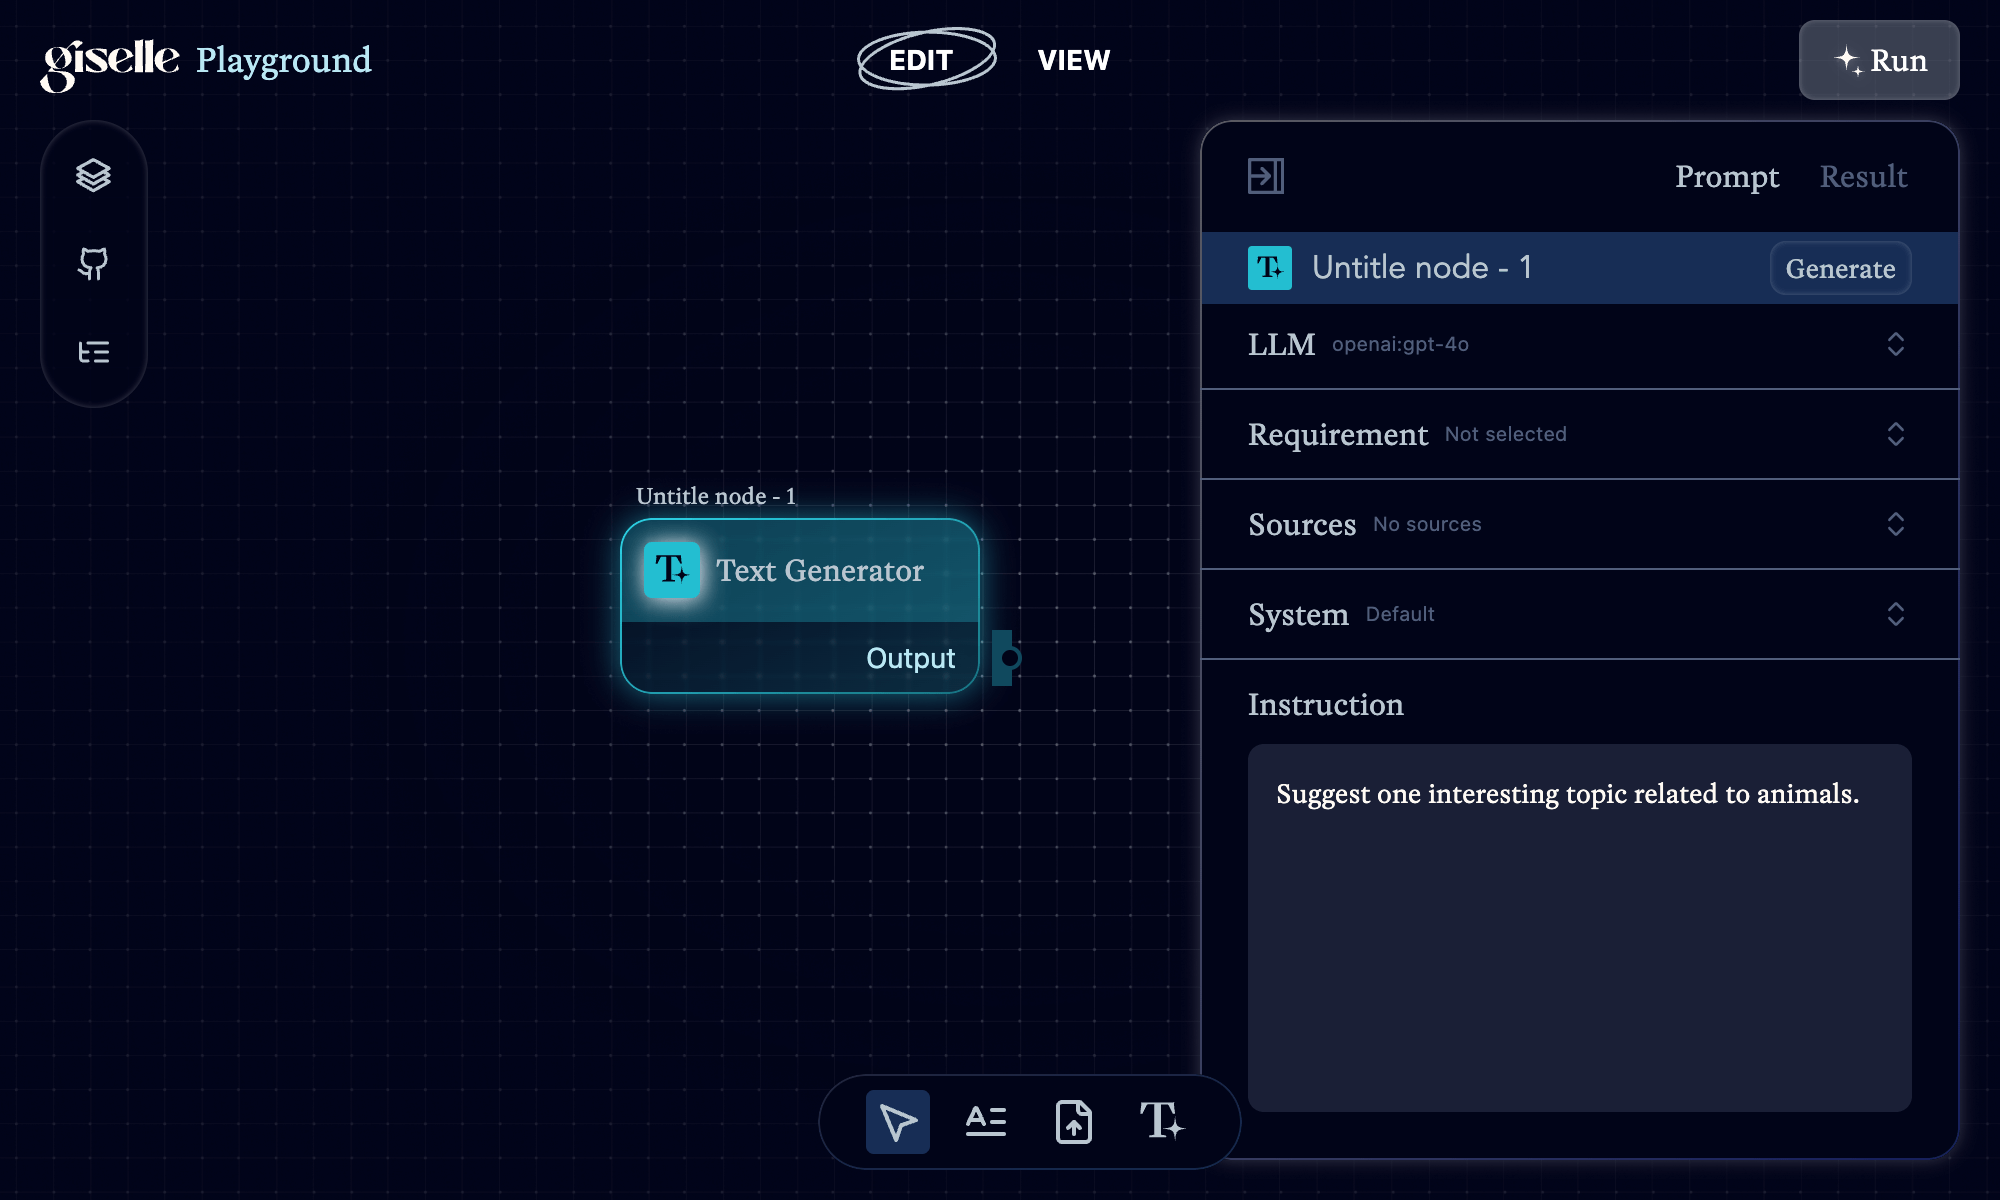 giselle Playground
EDIT
VIEW
Run
Prompt
Result
Untitle node - 1
Generate
LLM openai:gpt-4o
Requirement Not selected
Sources No sources
System Default
Instruction
Suggest one interesting topic related to animals.
Untitle node - 1
Text Generator
Output